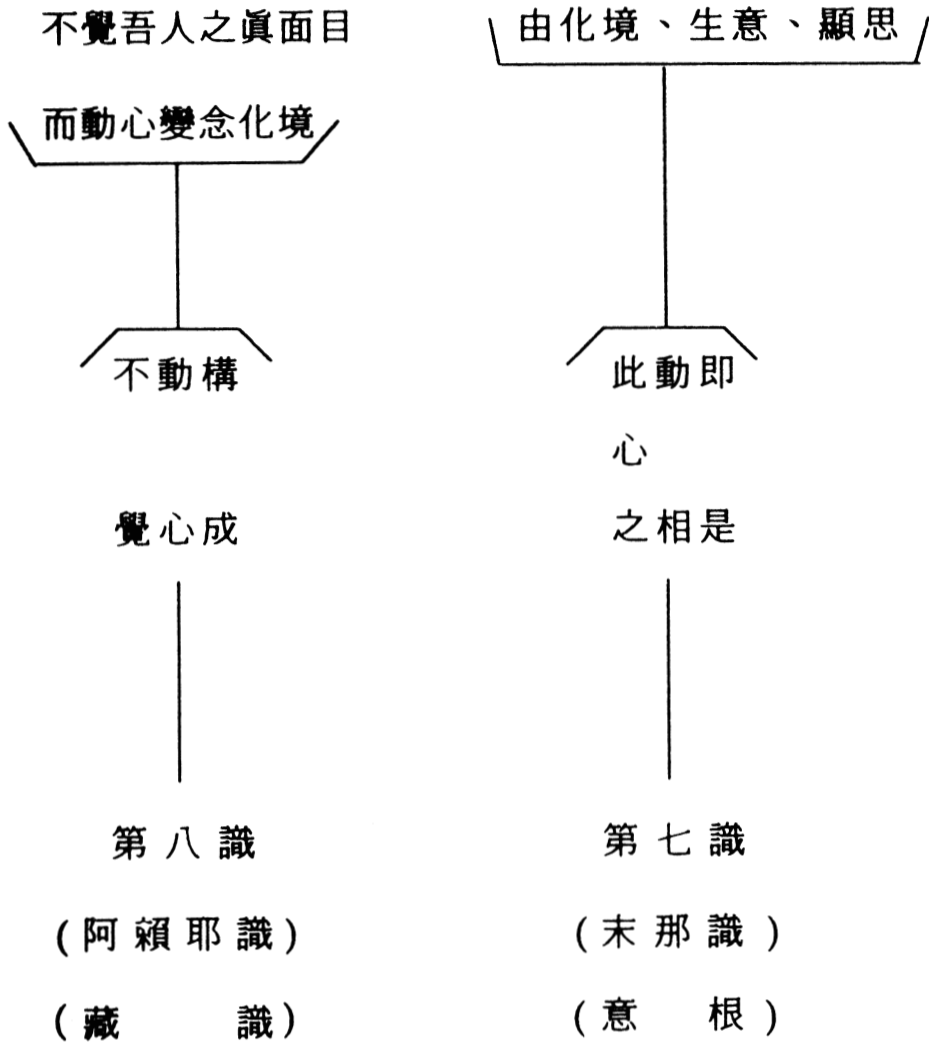 不覺吾人之眞面目
而動心變念化境
不動構
覺心成
第八識
(阿賴耶識)
(藏識)
由化境、生意、顯思
此動即
心
之相是
第七識
(末那識)
(意根)